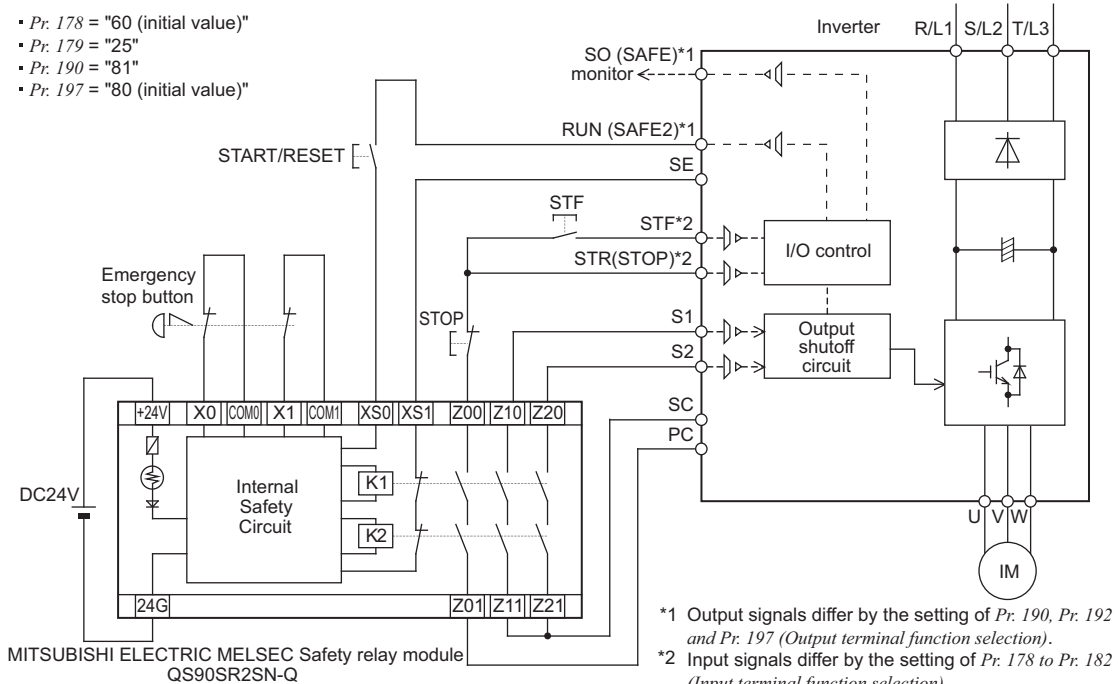 ▪ Pr. 178 = "60 (initial value)"
▪ Pr. 179 = "25"
▪ Pr. 190 = "81"
▪ Pr. 197 = "80 (initial value)"
Inverter
R/L1 S/L2 T/L3
SO (SAFE)*1
monitor
RUN (SAFE2)*1
START/RESET
SE
STF
STF*2
STR(STOP)*2
I/O control
Emergency
stop button
STOP
S1
S2
Output
shutoff
circuit
SC
PC
+24V X0 COM0 X1 COM1 XS0 XS1 Z00 Z10 Z20
DC24V
Internal
Safety
Circuit
K1
K2
U V W
IM
24G Z01 Z11 Z21
MITSUBISHI ELECTRIC MELSEC Safety relay module
QS90SR2SN-Q
*1 Output signals differ by the setting of Pr. 190, Pr. 192
and Pr. 197 (Output terminal function selection).
*2 Input signals differ by the setting of Pr. 178 to Pr. 182
(Input terminal function selection)